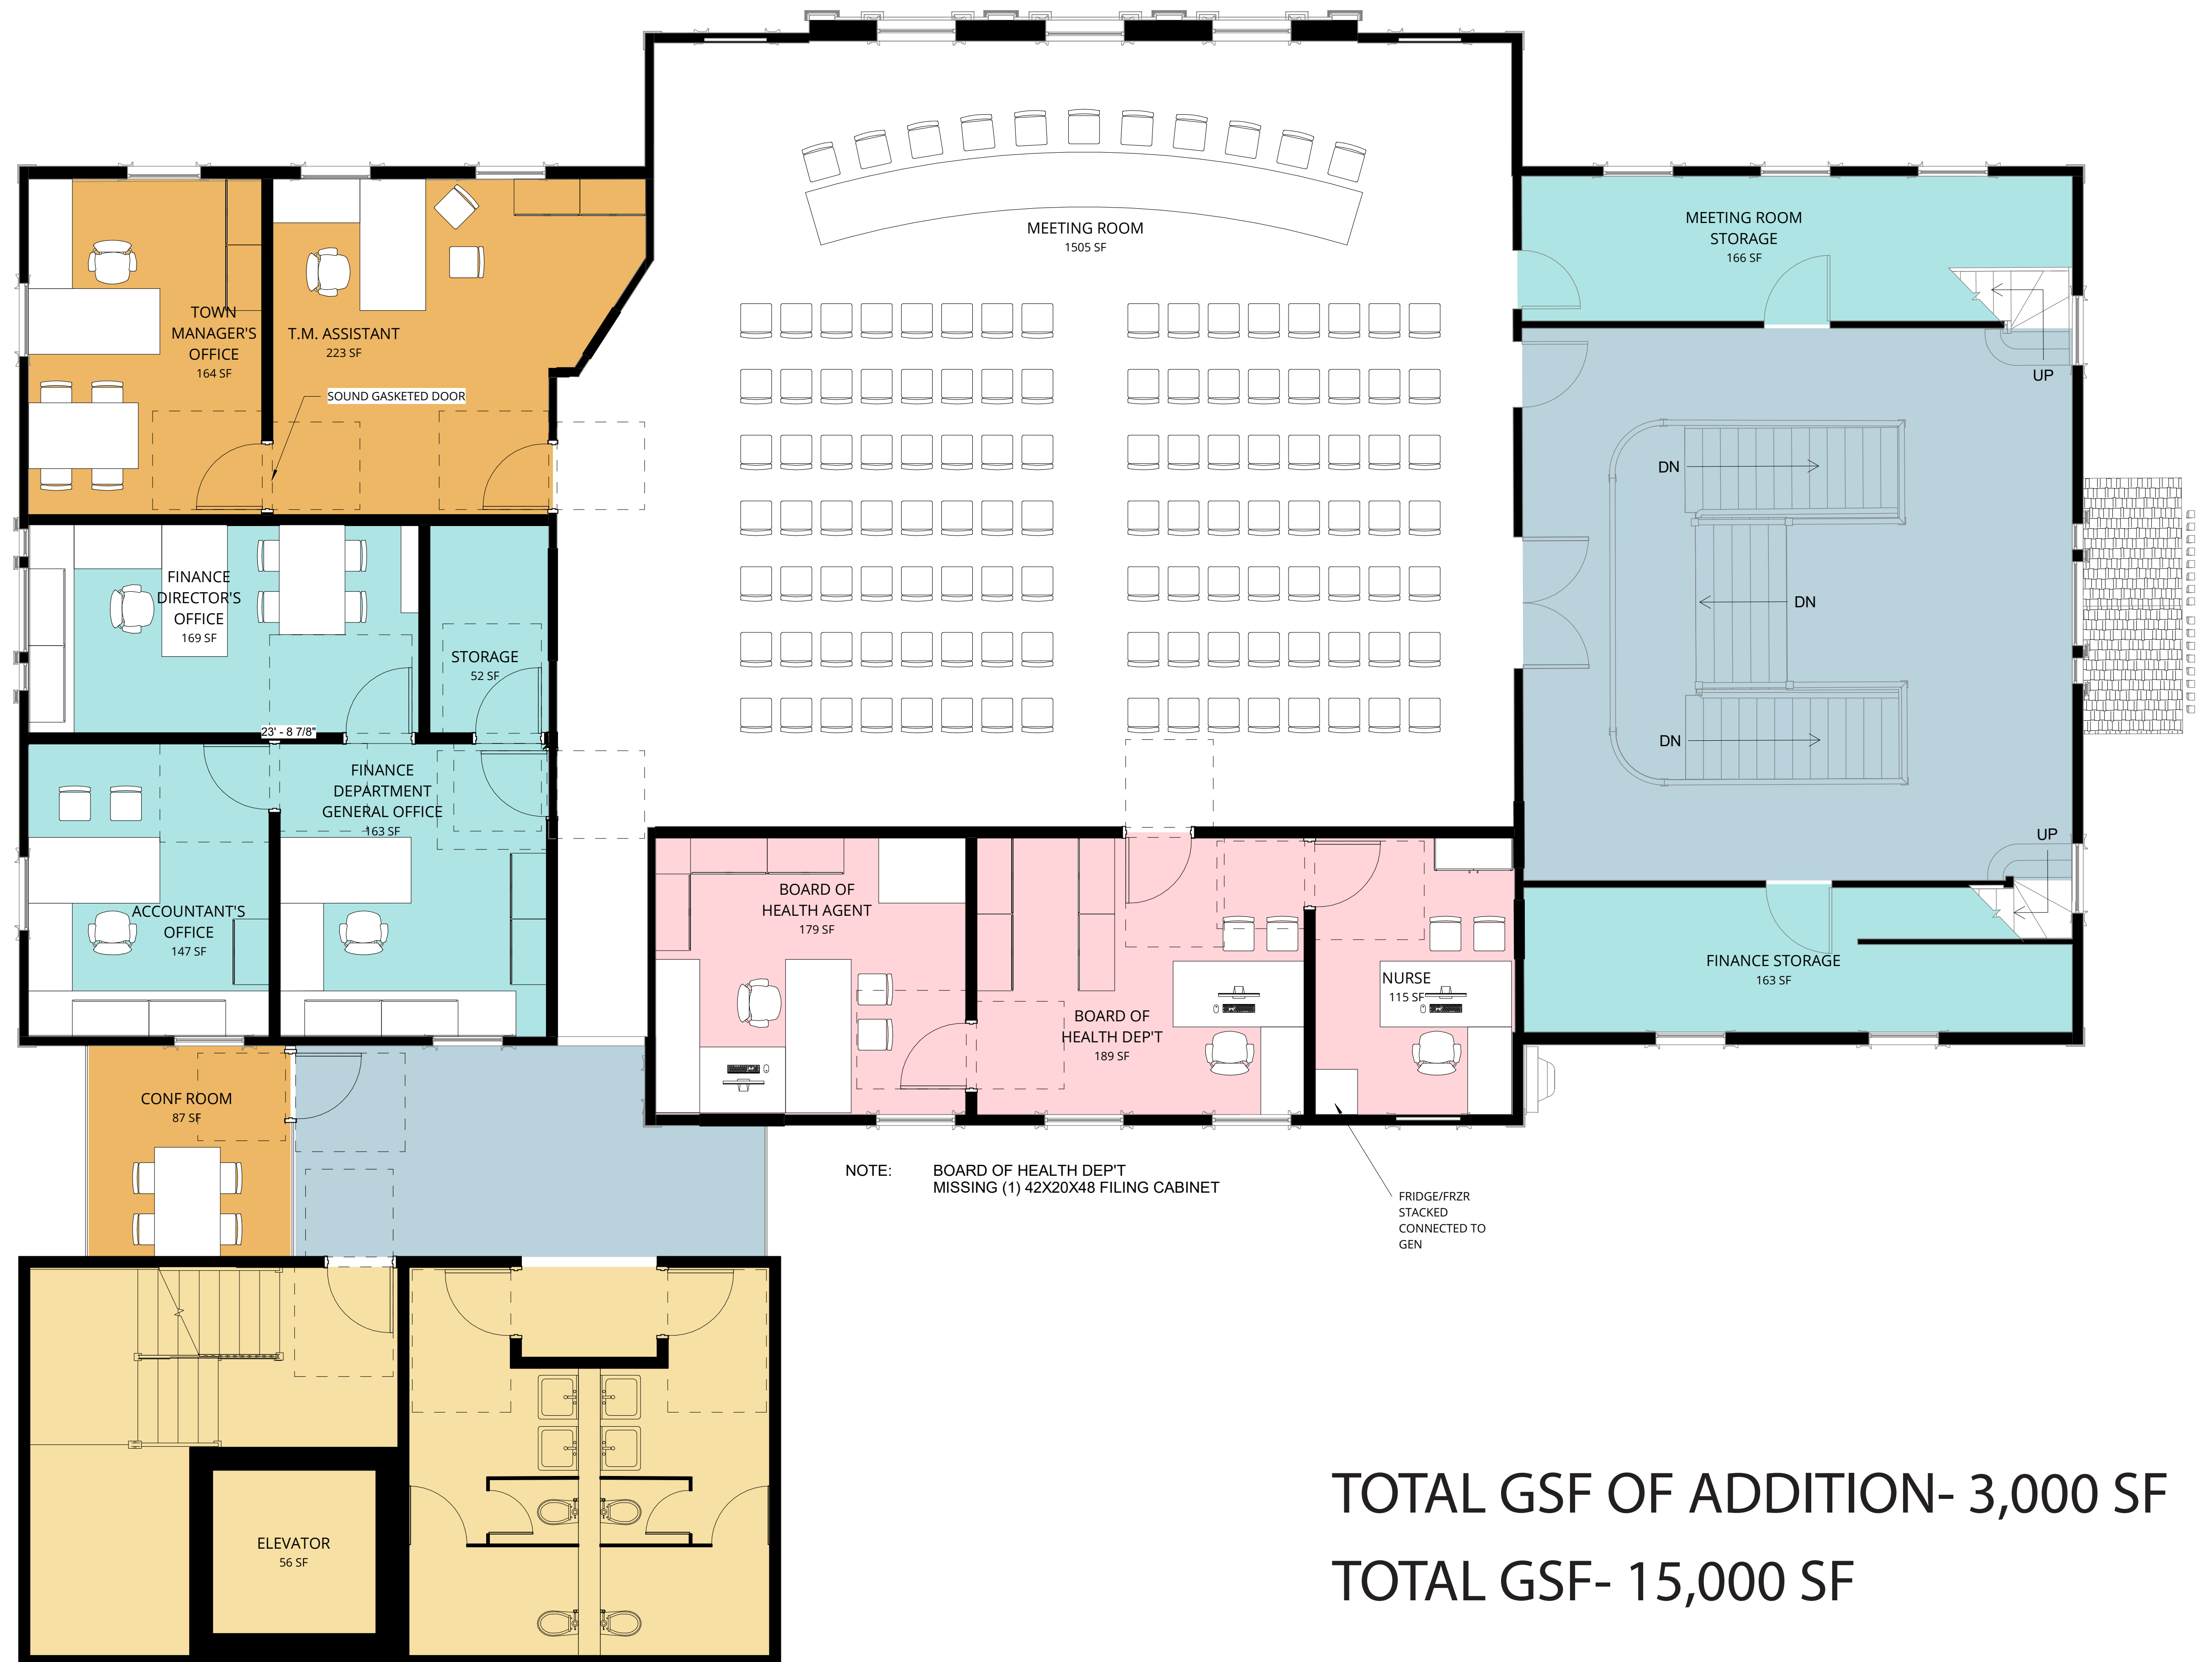 MEETING ROOM
1505 SF
MEETING ROOM
STORAGE
166 SF
TOWN
MANAGER'S
OFFICE
164 SF
T.M. ASSISTANT
223 SF
SOUND GASKETED DOOR
UP
DN
DN
DN
UP
FINANCE
DIRECTOR'S
OFFICE
169 SF
STORAGE
52 SF
23' - 8 7/8"
FINANCE
DEPARTMENT
GENERAL OFFICE
163 SF
ACCOUNTANT'S
OFFICE
147 SF
BOARD OF
HEALTH AGENT
179 SF
BOARD OF
HEALTH DEP'T
189 SF
NURSE
115 SF
FINANCE STORAGE
163 SF
CONF ROOM
87 SF
NOTE: BOARD OF HEALTH DEP'T
MISSING (1) 42X20X48 FILING CABINET
FRIDGE/FRZR
STACKED
CONNECTED TO
GEN
ELEVATOR
56 SF
TOTAL GSF OF ADDITION- 3,000 SF
TOTAL GSF- 15,000 SF